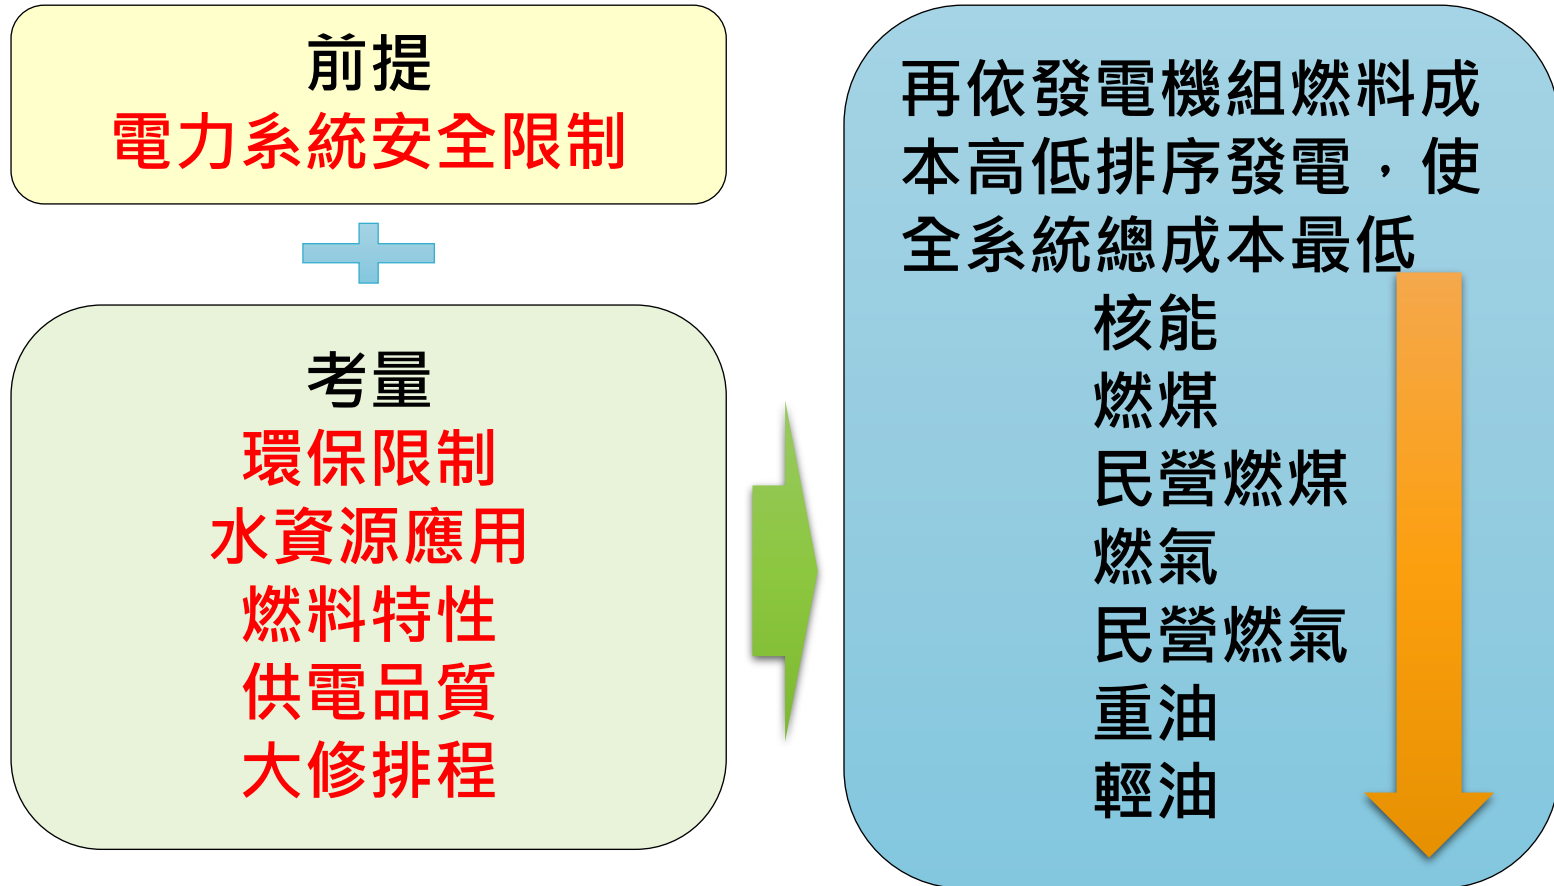 前提
電力系統安全限制
考量
環保限制
水資源應用
燃料特性
供電品質
大修排程
再依發電機組燃料成
本高低排序發電，使
全系統總成本最低
核能
燃煤
民營燃煤
燃氣
民營燃氣
重油
輕油